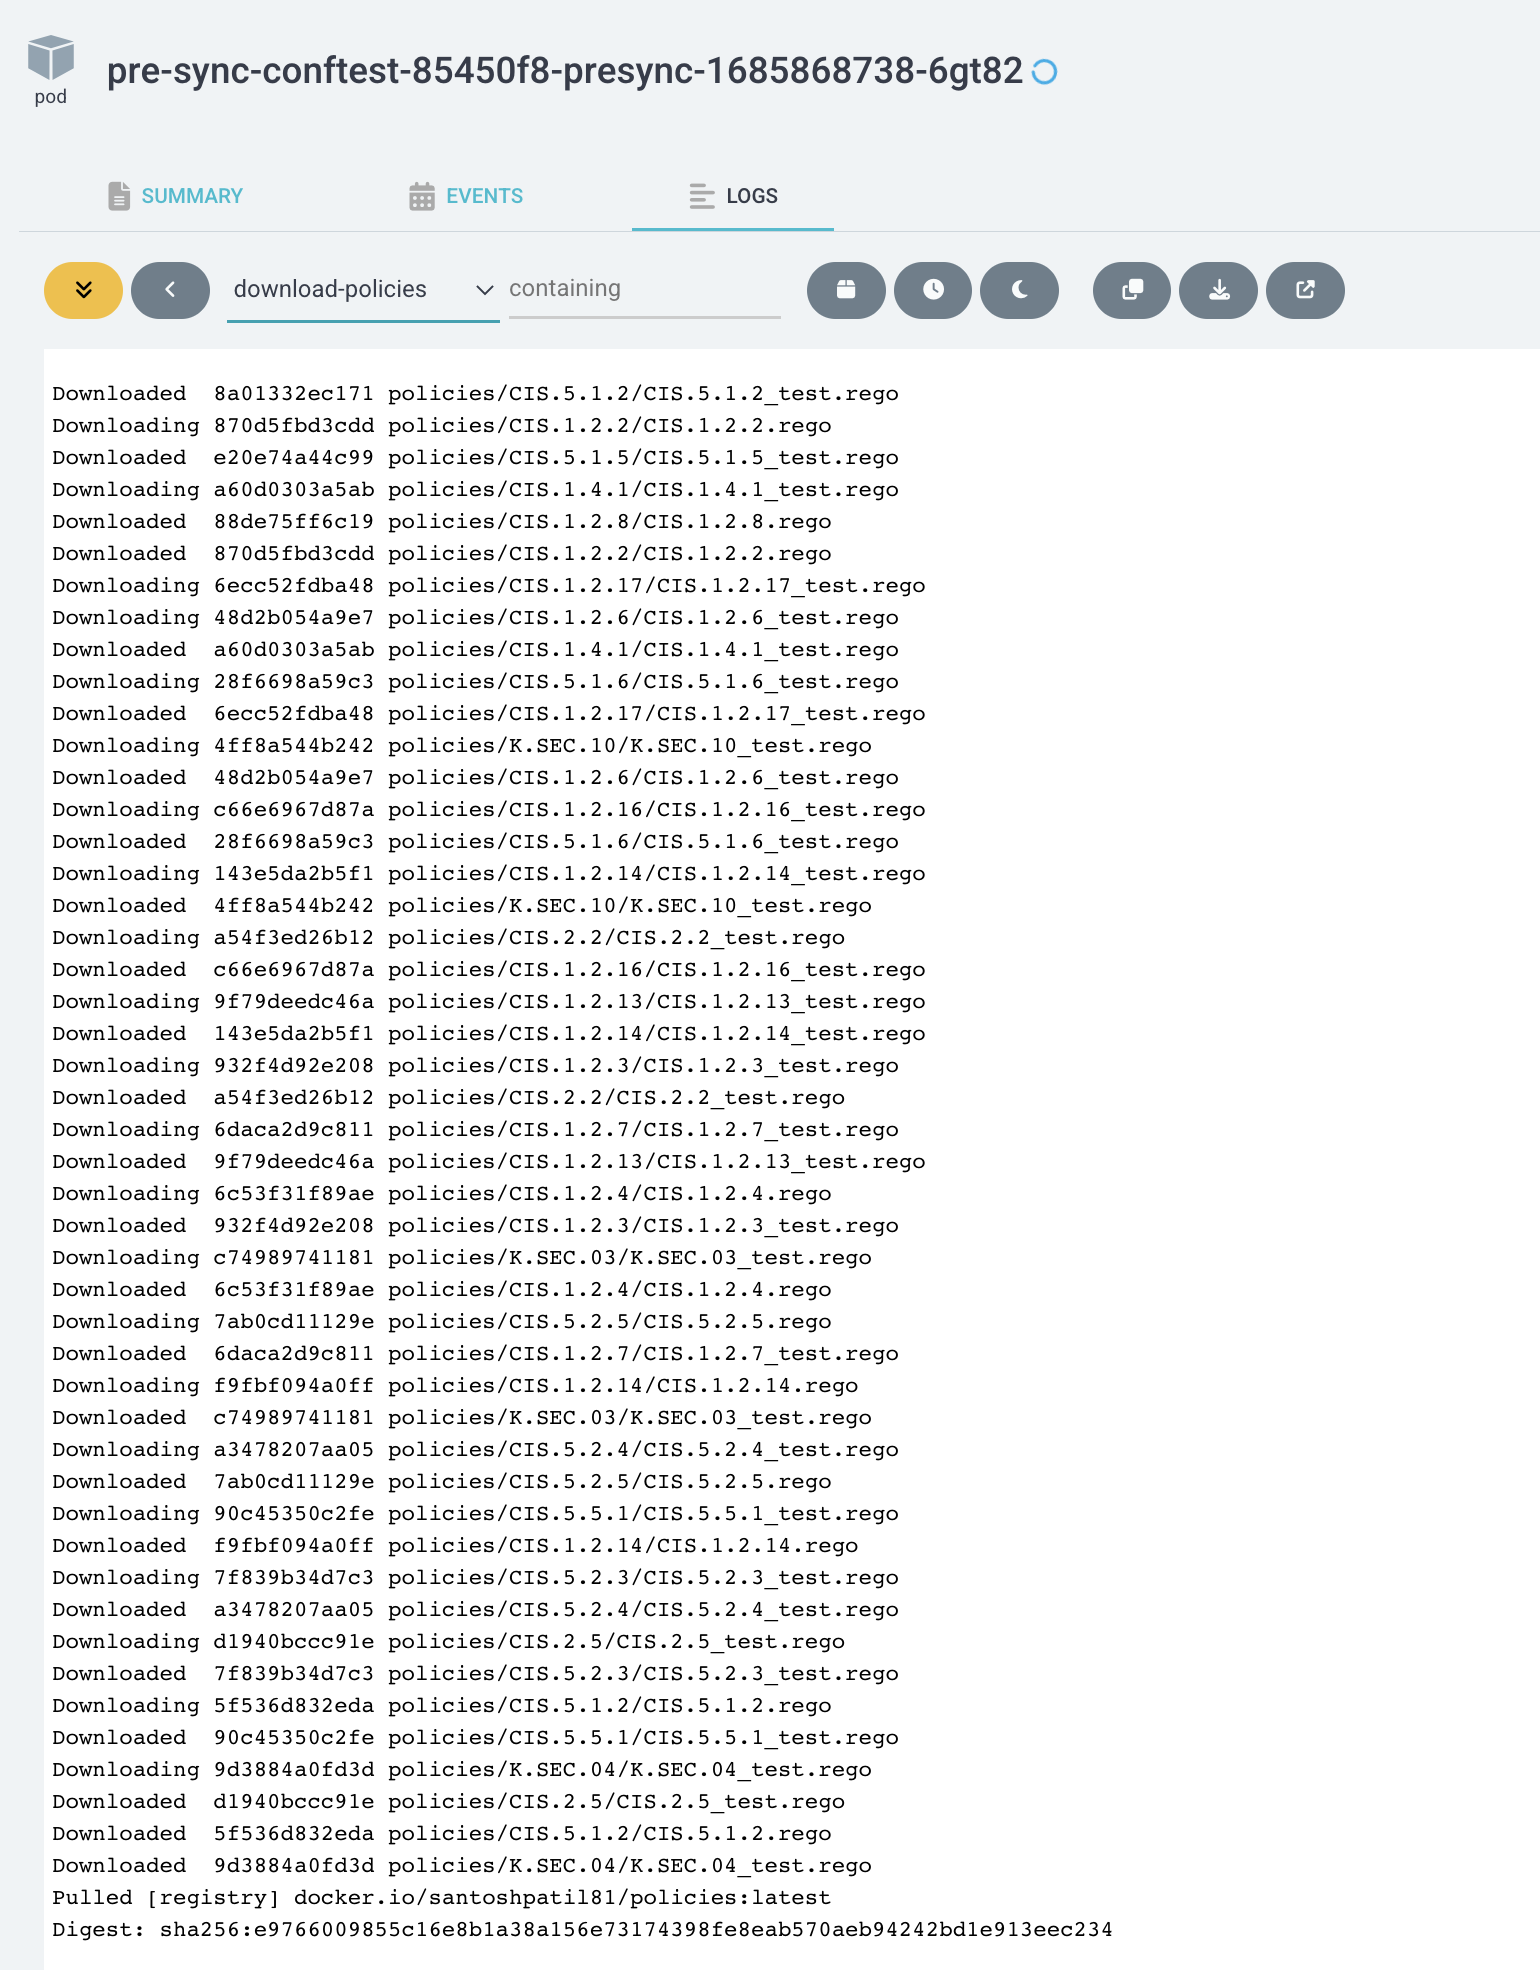 pre-sync-conftest-85450f8-presync-1685868738-6gt82
pod
SUMMARY
EVENTS
LOGS
download-policies
containing
Downloaded  8a01332ec171 policies/CIS.5.1.2/CIS.5.1.2_test.rego
Downloading 870d5fbd3cdd policies/CIS.1.2.2/CIS.1.2.2.rego
Downloaded  e20e74a44c99 policies/CIS.5.1.5/CIS.5.1.5_test.rego
Downloading a60d0303a5ab policies/CIS.1.4.1/CIS.1.4.1_test.rego
Downloaded  88de75ff6c19 policies/CIS.1.2.8/CIS.1.2.8.rego
Downloaded  870d5fbd3cdd policies/CIS.1.2.2/CIS.1.2.2.rego
Downloading 6ecc52fdba48 policies/CIS.1.2.17/CIS.1.2.17_test.rego
Downloading 48d2b054a9e7 policies/CIS.1.2.6/CIS.1.2.6_test.rego
Downloaded  a60d0303a5ab policies/CIS.1.4.1/CIS.1.4.1_test.rego
Downloading 28f6698a59c3 policies/CIS.5.1.6/CIS.5.1.6_test.rego
Downloaded  6ecc52fdba48 policies/CIS.1.2.17/CIS.1.2.17_test.rego
Downloading 4ff8a544b242 policies/K.SEC.10/K.SEC.10_test.rego
Downloaded  48d2b054a9e7 policies/CIS.1.2.6/CIS.1.2.6_test.rego
Downloading c66e6967d87a policies/CIS.1.2.16/CIS.1.2.16_test.rego
Downloaded  28f6698a59c3 policies/CIS.5.1.6/CIS.5.1.6_test.rego
Downloading 143e5da2b5f1 policies/CIS.1.2.14/CIS.1.2.14_test.rego
Downloaded  4ff8a544b242 policies/K.SEC.10/K.SEC.10_test.rego
Downloading a54f3ed26b12 policies/CIS.2.2/CIS.2.2_test.rego
Downloaded  c66e6967d87a policies/CIS.1.2.16/CIS.1.2.16_test.rego
Downloading 9f79deedc46a policies/CIS.1.2.13/CIS.1.2.13_test.rego
Downloaded  143e5da2b5f1 policies/CIS.1.2.14/CIS.1.2.14_test.rego
Downloading 932f4d92e208 policies/CIS.1.2.3/CIS.1.2.3_test.rego
Downloaded  a54f3ed26b12 policies/CIS.2.2/CIS.2.2_test.rego
Downloading 6daca2d9c811 policies/CIS.1.2.7/CIS.1.2.7_test.rego
Downloaded  9f79deedc46a policies/CIS.1.2.13/CIS.1.2.13_test.rego
Downloading 6c53f31f89ae policies/CIS.1.2.4/CIS.1.2.4.rego
Downloaded  932f4d92e208 policies/CIS.1.2.3/CIS.1.2.3_test.rego
Downloading c74989741181 policies/K.SEC.03/K.SEC.03_test.rego
Downloaded  6c53f31f89ae policies/CIS.1.2.4/CIS.1.2.4.rego
Downloading 7ab0cd11129e policies/CIS.5.2.5/CIS.5.2.5.rego
Downloaded  6daca2d9c811 policies/CIS.1.2.7/CIS.1.2.7_test.rego
Downloading f9fbf094a0ff policies/CIS.1.2.14/CIS.1.2.14.rego
Downloaded  c74989741181 policies/K.SEC.03/K.SEC.03_test.rego
Downloading a3478207aa05 policies/CIS.5.2.4/CIS.5.2.4_test.rego
Downloaded  7ab0cd11129e policies/CIS.5.2.5/CIS.5.2.5.rego
Downloading 90c45350c2fe policies/CIS.5.5.1/CIS.5.5.1_test.rego
Downloaded  f9fbf094a0ff policies/CIS.1.2.14/CIS.1.2.14.rego
Downloading 7f839b34d7c3 policies/CIS.5.2.3/CIS.5.2.3_test.rego
Downloaded  a3478207aa05 policies/CIS.5.2.4/CIS.5.2.4_test.rego
Downloading d1940bccc91e policies/CIS.2.5/CIS.2.5_test.rego
Downloaded  7f839b34d7c3 policies/CIS.5.2.3/CIS.5.2.3_test.rego
Downloading 5f536d832eda policies/CIS.5.1.2/CIS.5.1.2.rego
Downloaded  90c45350c2fe policies/CIS.5.5.1/CIS.5.5.1_test.rego
Downloading 9d3884a0fd3d policies/K.SEC.04/K.SEC.04_test.rego
Downloaded  d1940bccc91e policies/CIS.2.5/CIS.2.5_test.rego
Downloaded  5f536d832eda policies/CIS.5.1.2/CIS.5.1.2.rego
Downloaded  9d3884a0fd3d policies/K.SEC.04/K.SEC.04_test.rego
Pulled [registry] docker.io/santoshpatil81/policies:latest
Digest: sha256:e9766009855c16e8b1a38a156e73174398fe8eab570aeb94242bd1e913eec234